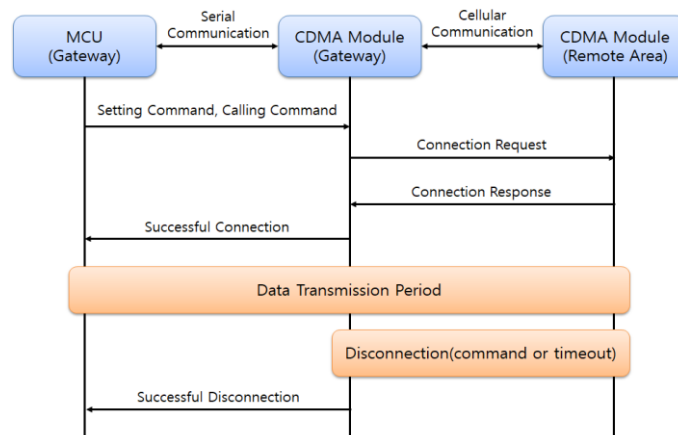 MCU
(Gateway)
Serial
Communication
CDMA Module
(Gateway)
Cellular
Communication
CDMA Module
(Remote Area)
Setting Command, Calling Command
Connection Request
Connection Response
Successful Connection
Data Transmission Period
Disconnection(command or timeout)
Successful Disconnection